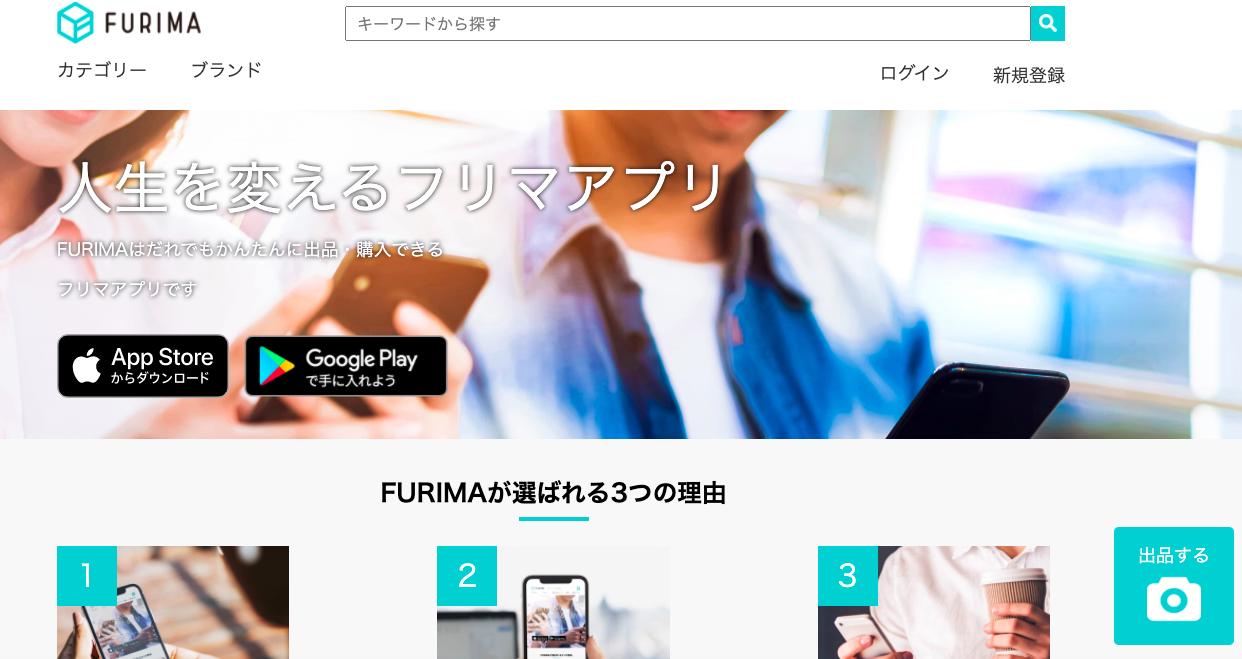 FURIMA
キーワードから探す
カテゴリー ブランド
ログイン 新規登録
人生を変えるフリマアプリ
FURIMAはだれでもかんたんに出品・購入できる
フリマアプリです
App Store
からダウンロード
Google Play
で手に入れよう
FURIMAが選ばれる3つの理由
1
2
3
出品する